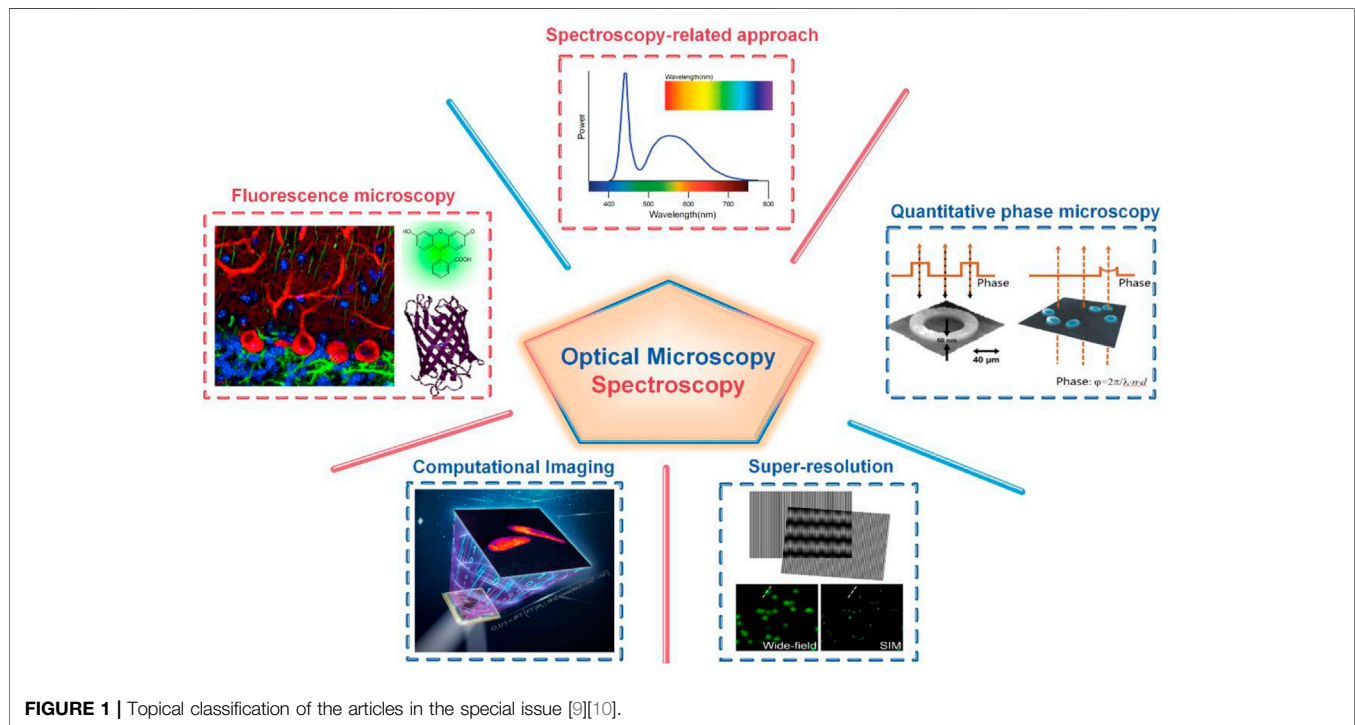 Spectroscopy-related approach
Wavelength(nm)
Power
400 500 600 700 800
Wavelength(nm)
Fluorescence microscopy
HO
O
O
COOH
Quantitative phase microscopy
Phase
Phase
50 nm
40 μm
Phase: φ=2π/λ·n·d
Optical Microscopy
Spectroscopy
Computational Imaging
Super-resolution
Wide-field
SIM
FIGURE 1 | Topical classification of the articles in the special issue [9][10].